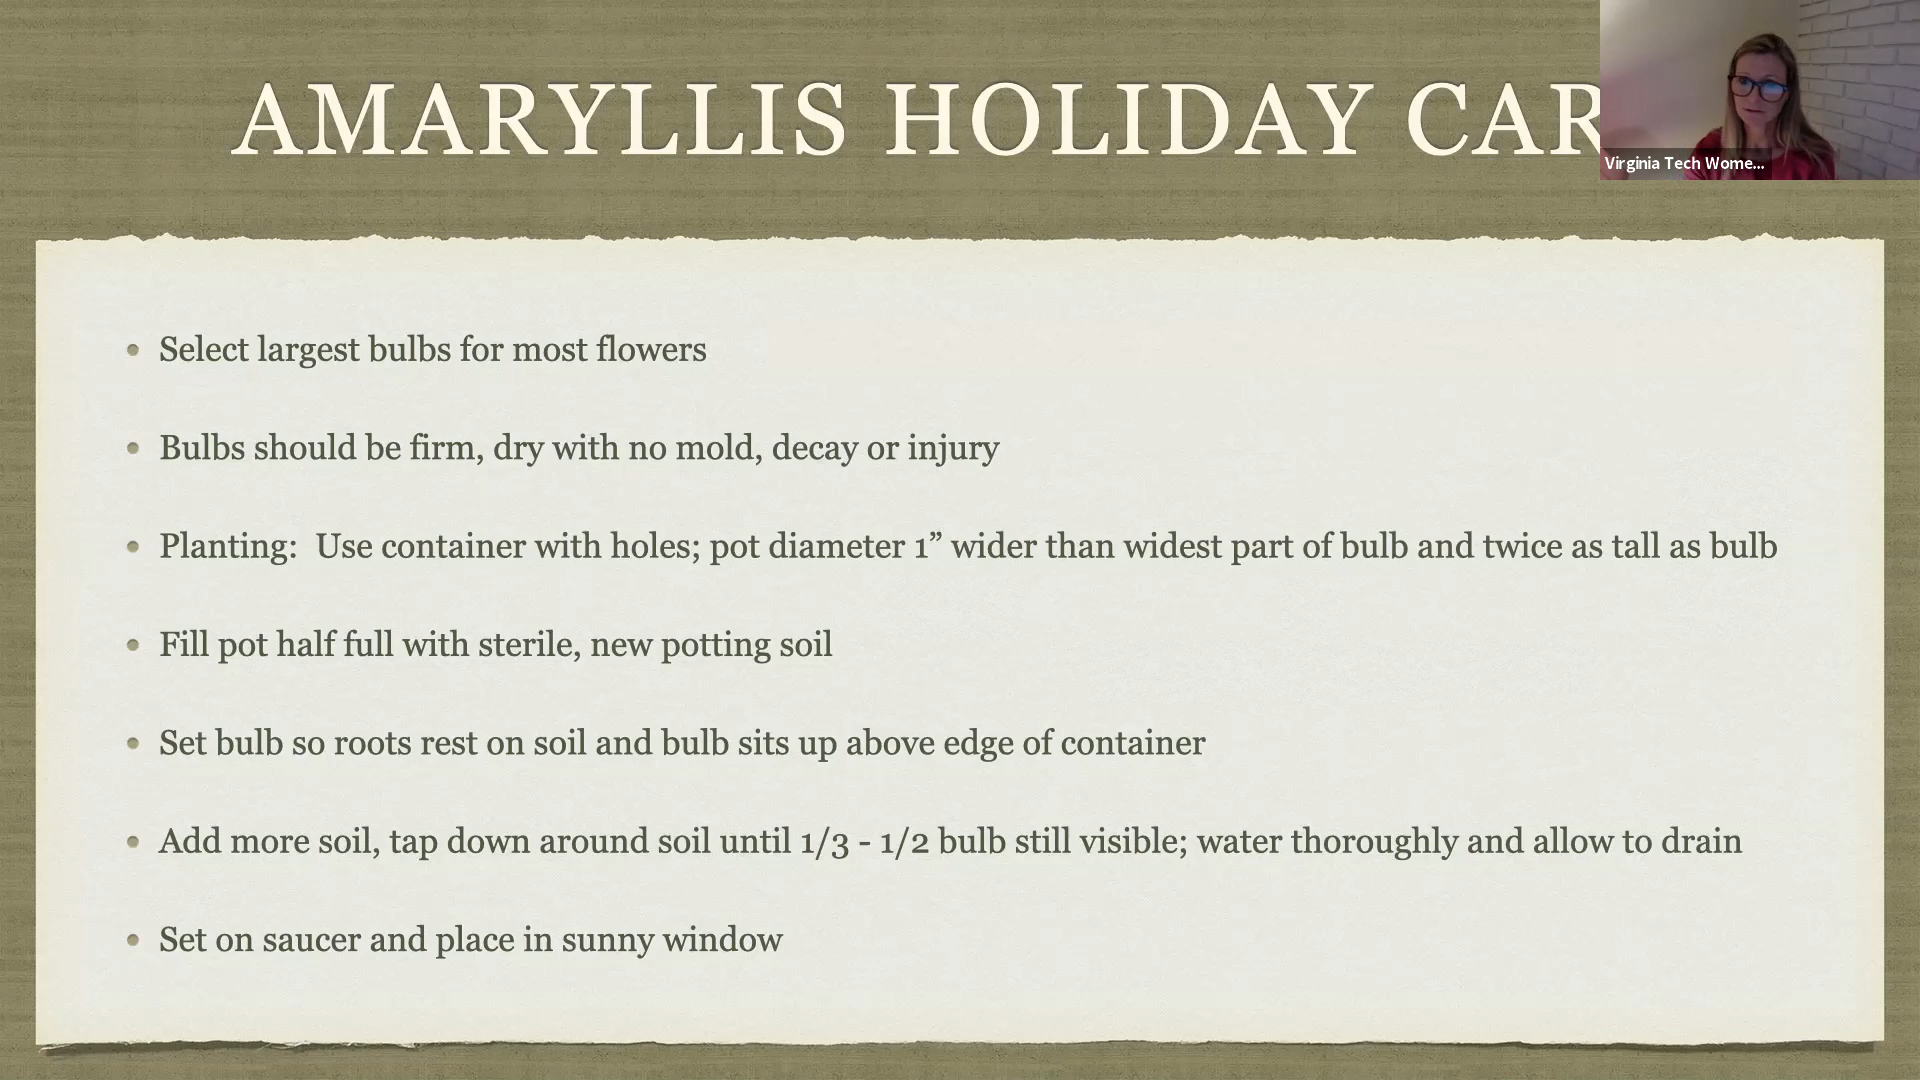 AMARYLLIS HOLIDAY CAR
Virginia Tech Wome...
Select largest bulbs for most flowers
Bulbs should be firm, dry with no mold, decay or injury
Planting:  Use container with holes; pot diameter 1” wider than widest part of bulb and twice as tall as bulb
Fill pot half full with sterile, new potting soil
Set bulb so roots rest on soil and bulb sits up above edge of container
Add more soil, tap down around soil until 1/3 - 1/2 bulb still visible; water thoroughly and allow to drain
Set on saucer and place in sunny window